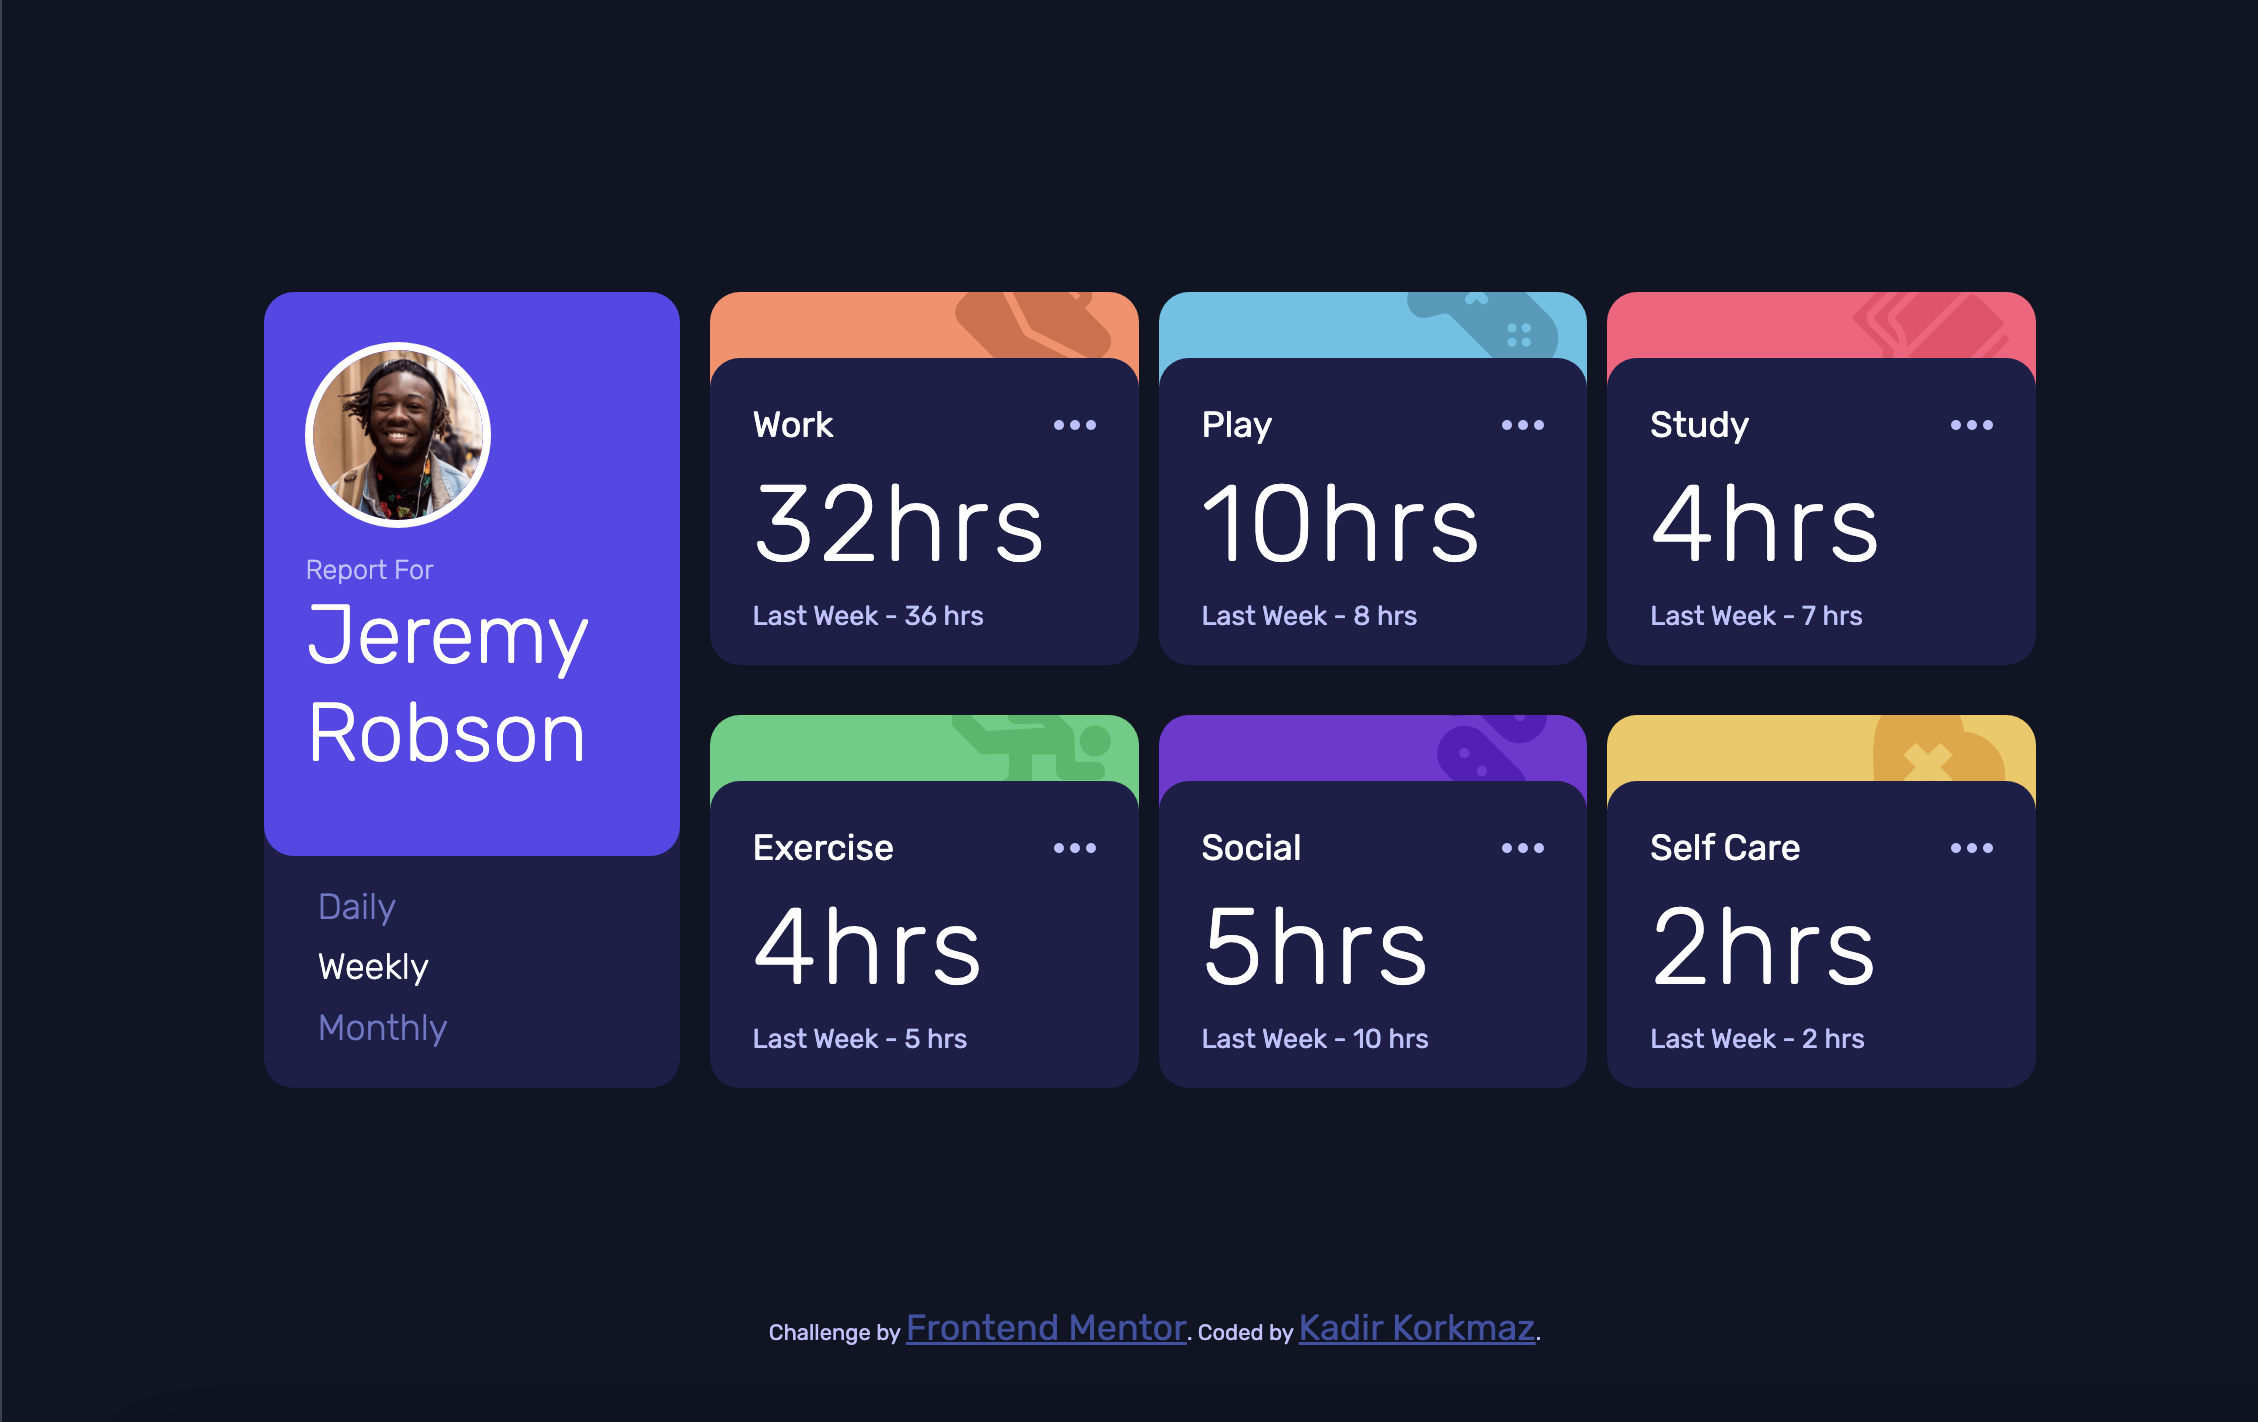 Report For
Jeremy
Robson
Daily
Weekly
Monthly
Work
32hrs
Last Week - 36 hrs
Play
10hrs
Last Week - 8 hrs
Study
4hrs
Last Week - 7 hrs
Exercise
4hrs
Last Week - 5 hrs
Social
5hrs
Last Week - 10 hrs
Self Care
2hrs
Last Week - 2 hrs
Challenge by Frontend Mentor. Coded by Kadir Korkmaz.